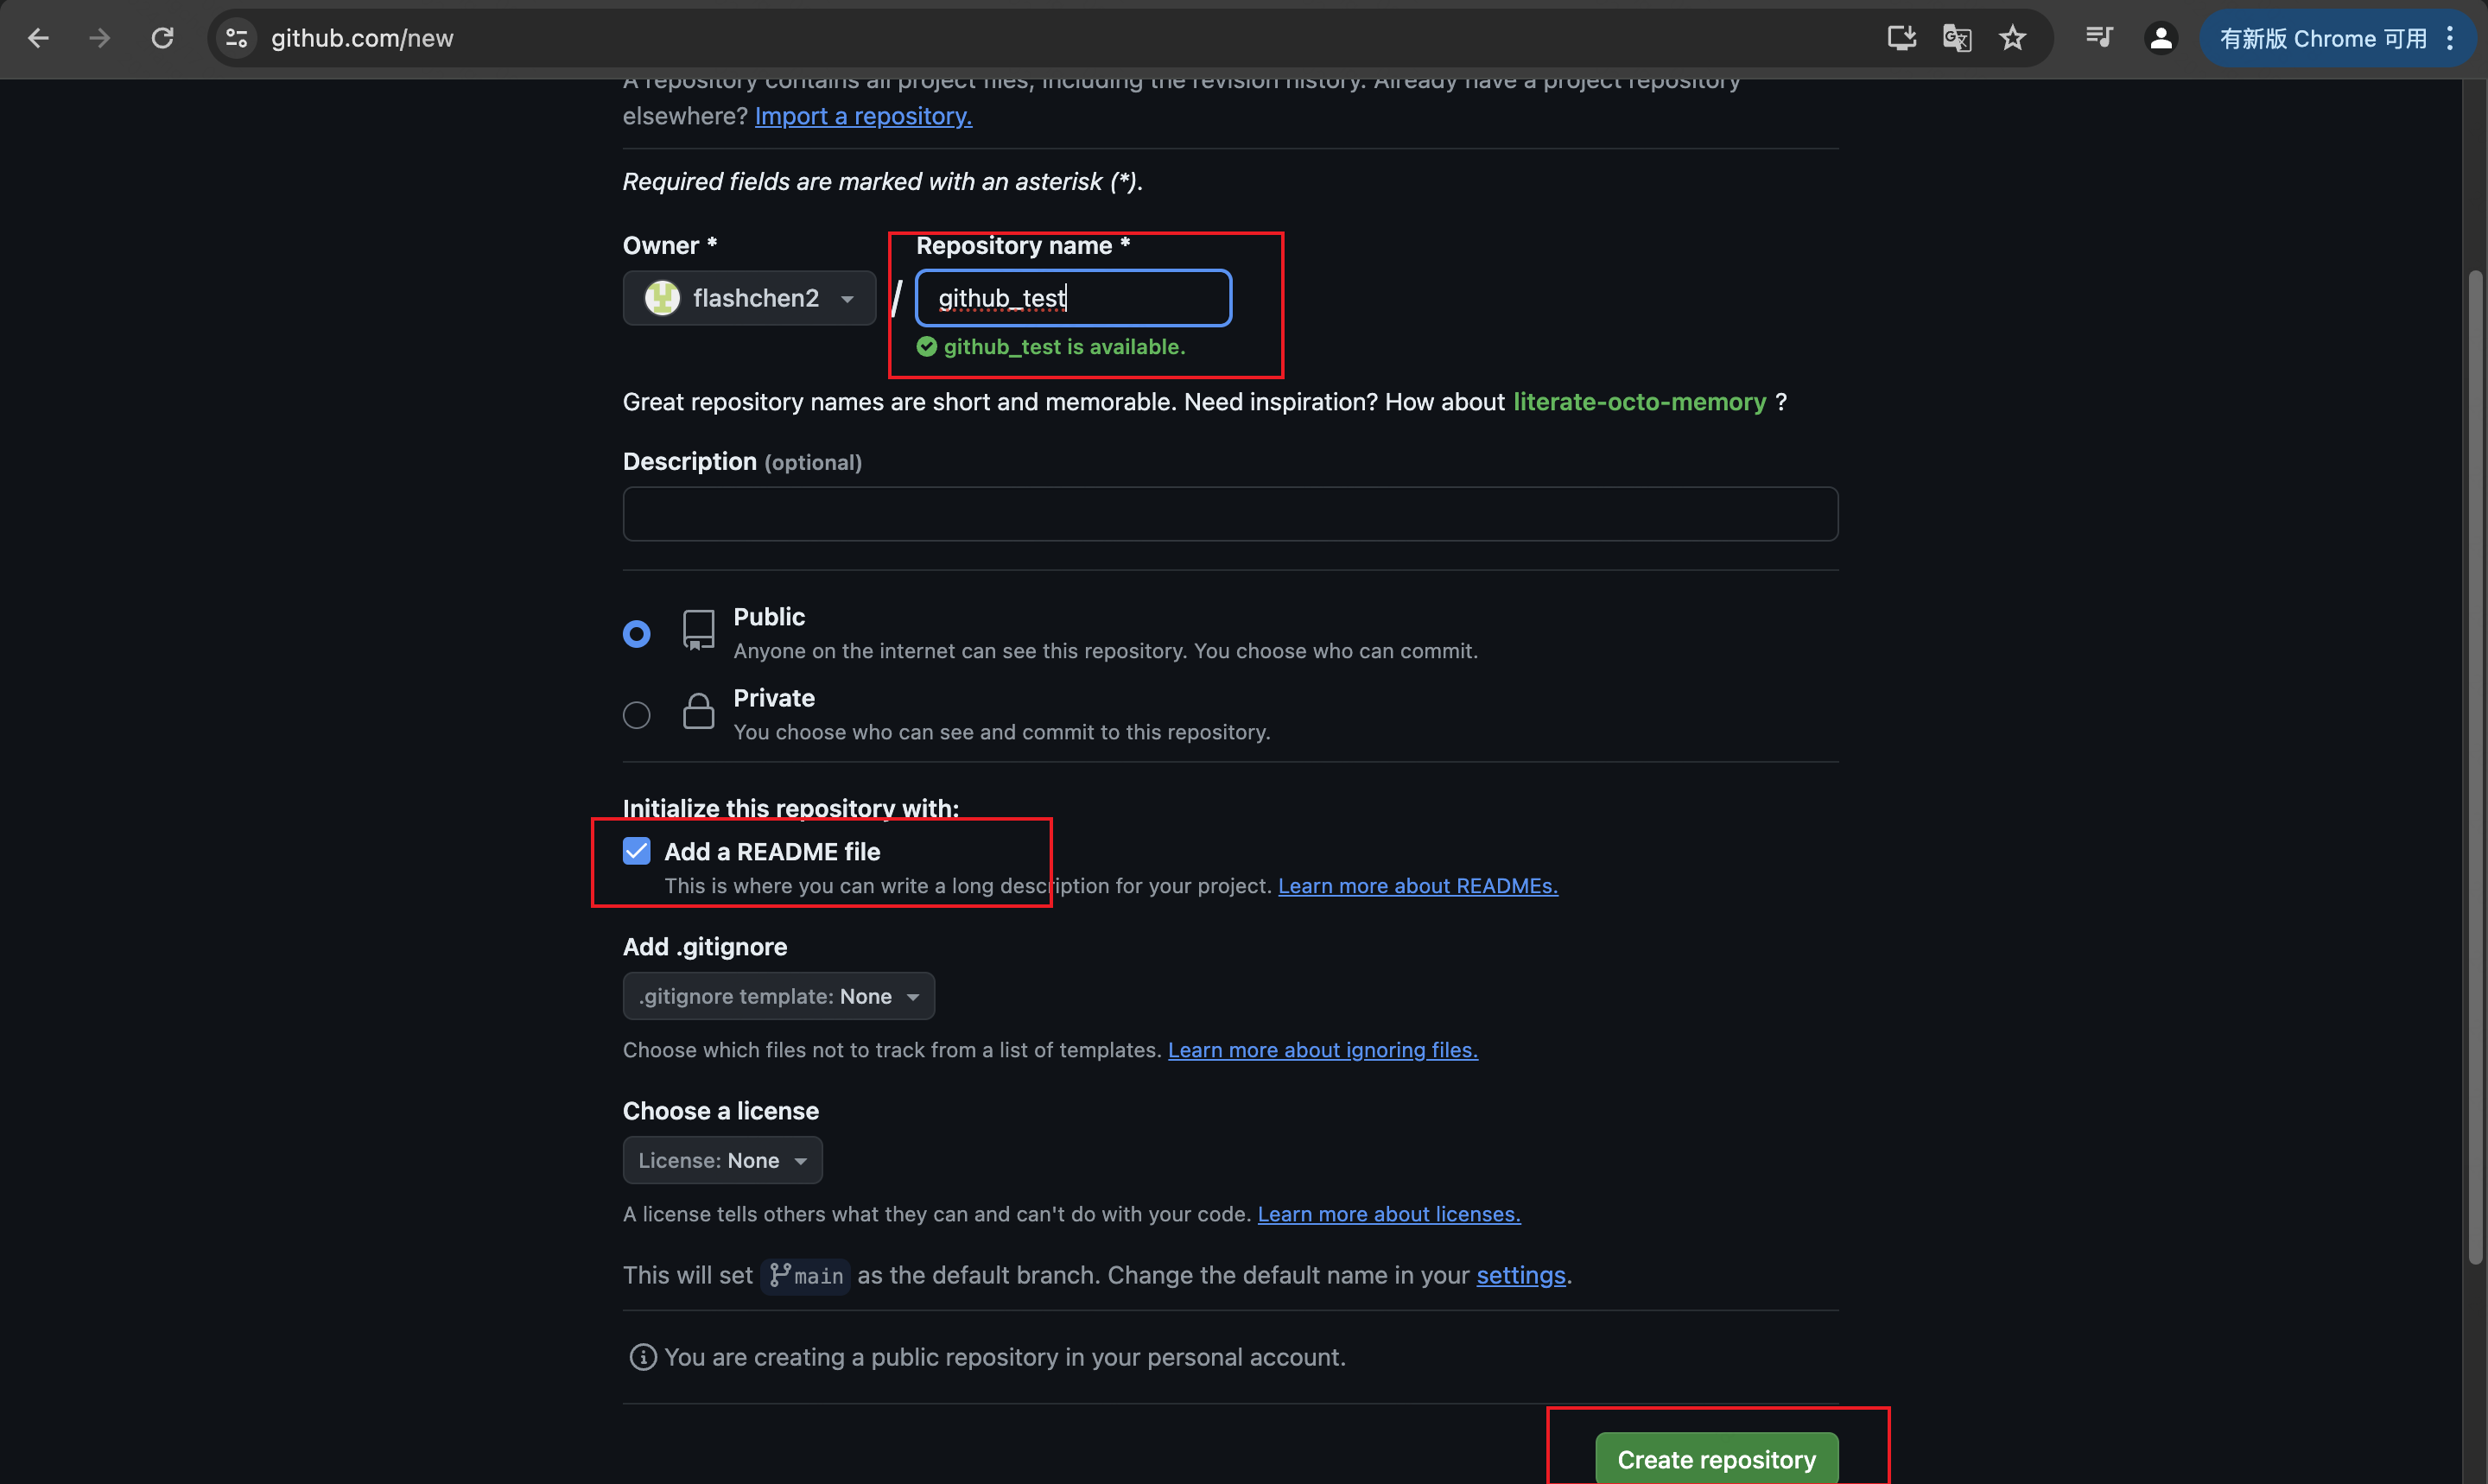 github.com/new
有新版 Chrome 可用
A repository contains all project files, including the revision history. Already have a project repository
elsewhere? Import a repository.
Required fields are marked with an asterisk (*).
Owner *
Repository name *
flashchen2
/
github_test
github_test is available.
Great repository names are short and memorable. Need inspiration? How about literate-octo-memory ?
Description (optional)
Public
Anyone on the internet can see this repository. You choose who can commit.
Private
You choose who can see and commit to this repository.
Initialize this repository with:
Add a README file
This is where you can write a long description for your project. Learn more about READMEs.
Add .gitignore
.gitignore template: None
Choose which files not to track from a list of templates. Learn more about ignoring files.
Choose a license
License: None
A license tells others what they can and can't do with your code. Learn more about licenses.
This will set main as the default branch. Change the default name in your settings.
You are creating a public repository in your personal account.
Create repository